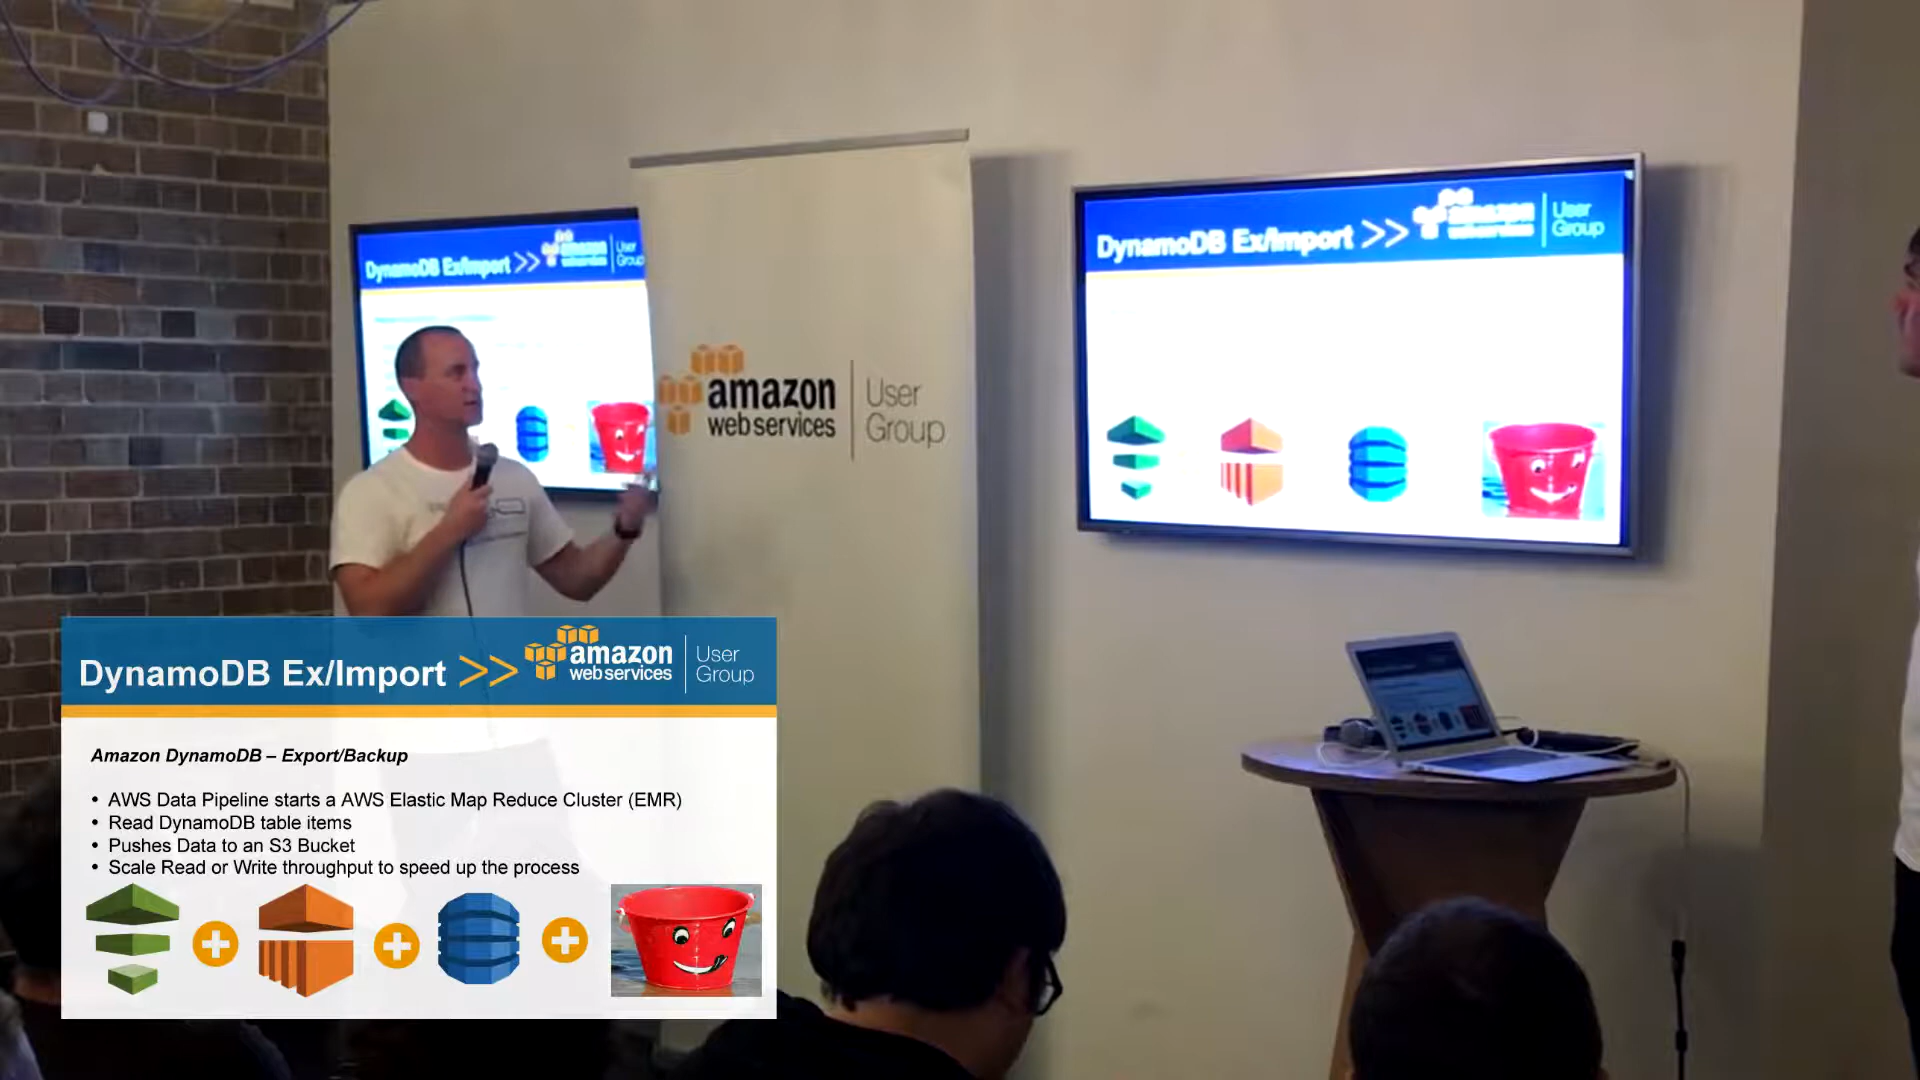 DynamoDB Ex/Import >>
amazon
webservices
User
Group
DynamoDB Ex/Import >>
amazon
webservices
User
Group
amazon
webservices
User
Group
DynamoDB Ex/Import >>
amazon
webservices
User
Group
Amazon DynamoDB – Export/Backup
• AWS Data Pipeline starts a AWS Elastic Map Reduce Cluster (EMR)
• Read DynamoDB table items
• Pushes Data to an S3 Bucket
• Scale Read or Write throughput to speed up the process